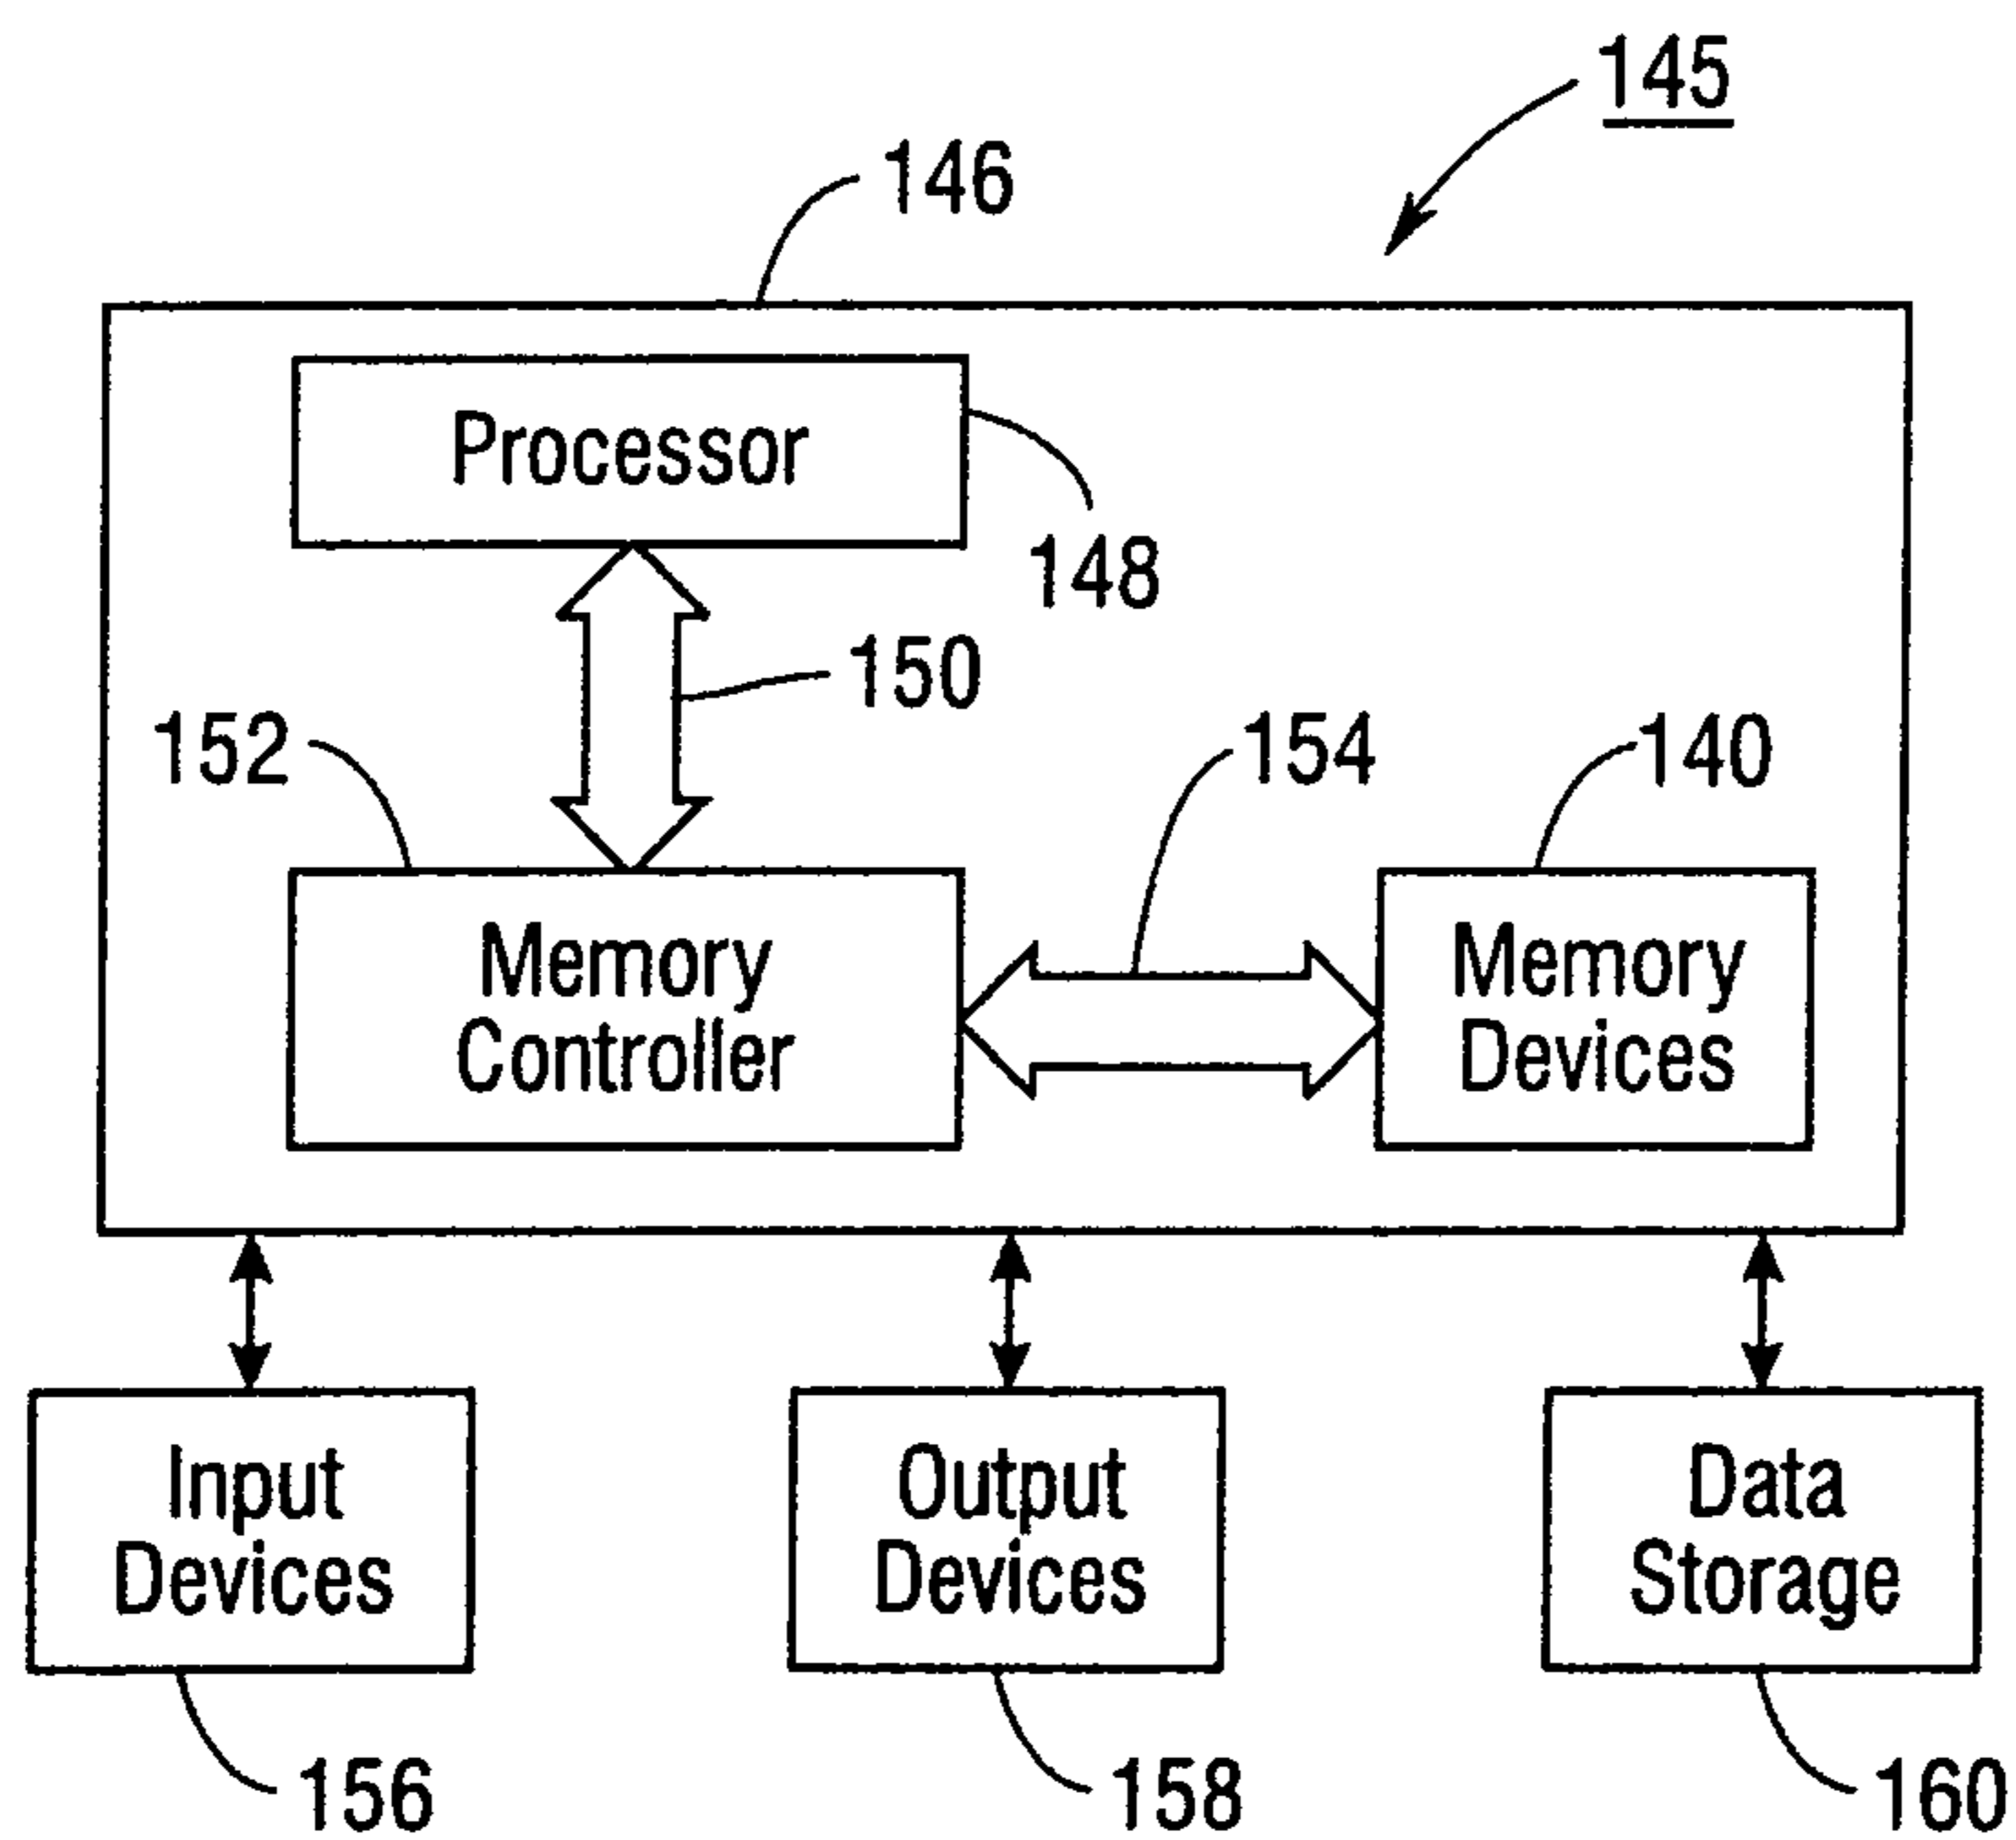 145
146
Processor
148
150
152
154
140
Memory
Controller
Memory
Devices
Input
Devices
Output
Devices
Data
Storage
156
158
160